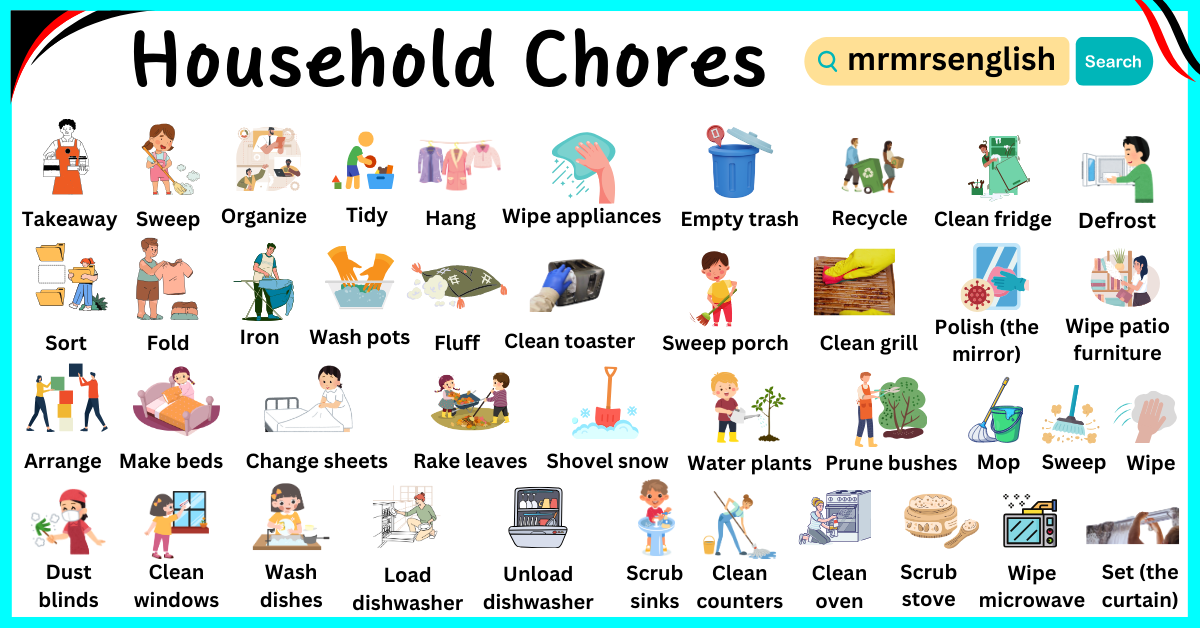 Household Chores
mrmrsenglish
Search
Takeaway
Sweep
Organize
Tidy
Hang
Wipe appliances
Empty trash
Recycle
Clean fridge
Defrost
Sort
Fold
Iron
Wash pots
Fluff
Clean toaster
Sweep porch
Clean grill
Polish (the
mirror)
Wipe patio
furniture
Arrange
Make beds
Change sheets
Rake leaves
Shovel snow
Water plants
Prune bushes
Mop
Sweep
Wipe
Dust
blinds
Clean
windows
Wash
dishes
Load
dishwasher
Unload
dishwasher
Scrub
sinks
Clean
counters
Clean
oven
Scrub
stove
Wipe
microwave
Set (the
curtain)